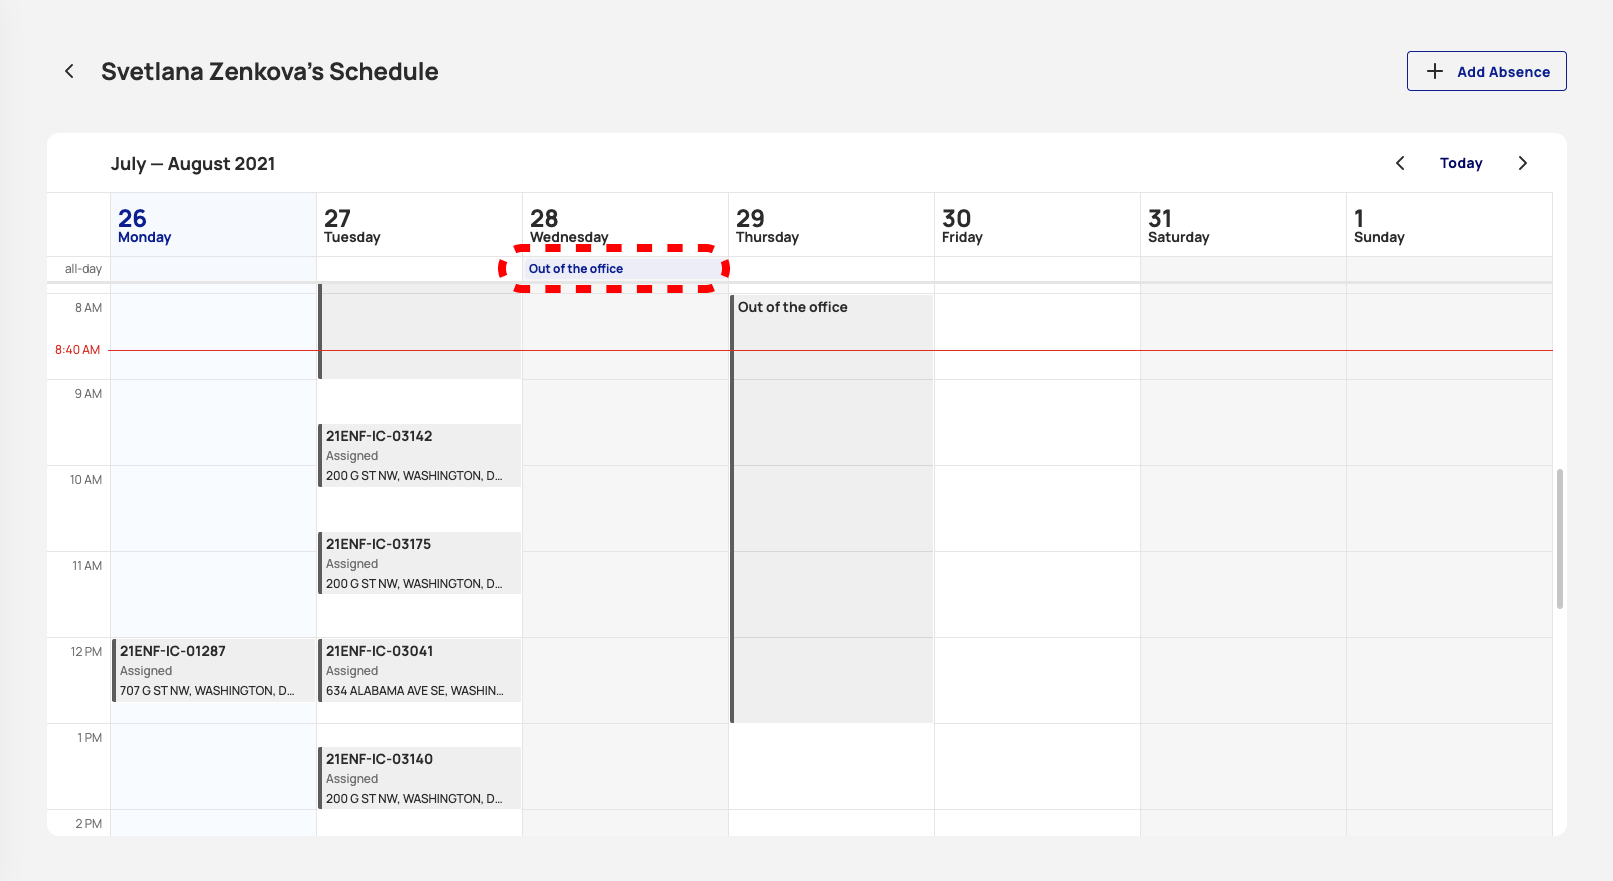 Svetlana Zenkova's Schedule
Add Absence
July — August 2021
Today
26
Monday
27
Tuesday
28
Wednesday
29
Thursday
30
Friday
31
Saturday
1
Sunday
all-day
Out of the office
8 AM
Out of the office
8:40 AM
9 AM
21ENF-IC-03142
Assigned
200 G ST NW, WASHINGTON, D...
10 AM
21ENF-IC-03175
Assigned
200 G ST NW, WASHINGTON, D...
11 AM
12 PM
21ENF-IC-01287
Assigned
707 G ST NW, WASHINGTON, D...
21ENF-IC-03041
Assigned
634 ALABAMA AVE SE, WASHIN...
1 PM
21ENF-IC-03140
Assigned
200 G ST NW, WASHINGTON, D...
2 PM